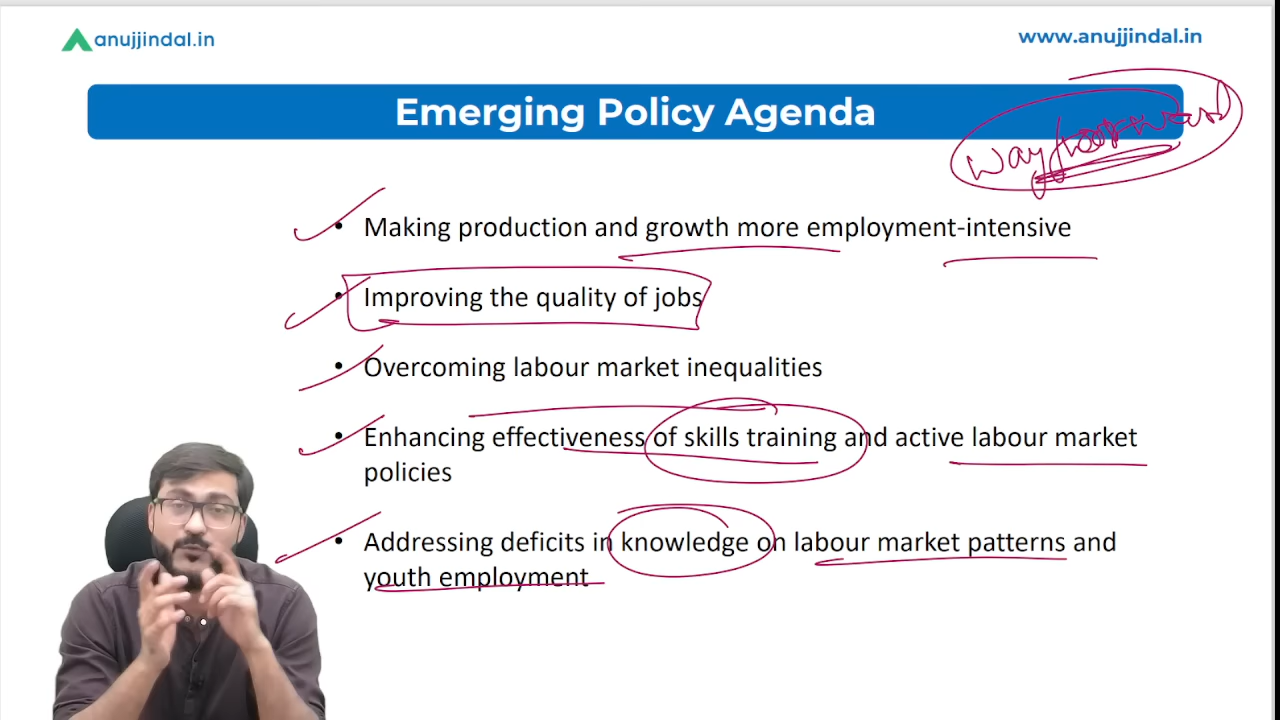 anujjindal.in
www.anujjindal.in
Emerging Policy Agenda
way forward
• Making production and growth more employment-intensive
• Improving the quality of jobs
• Overcoming labour market inequalities
• Enhancing effectiveness of skills training and active labour market
policies
• Addressing deficits in knowledge on labour market patterns and
youth employment